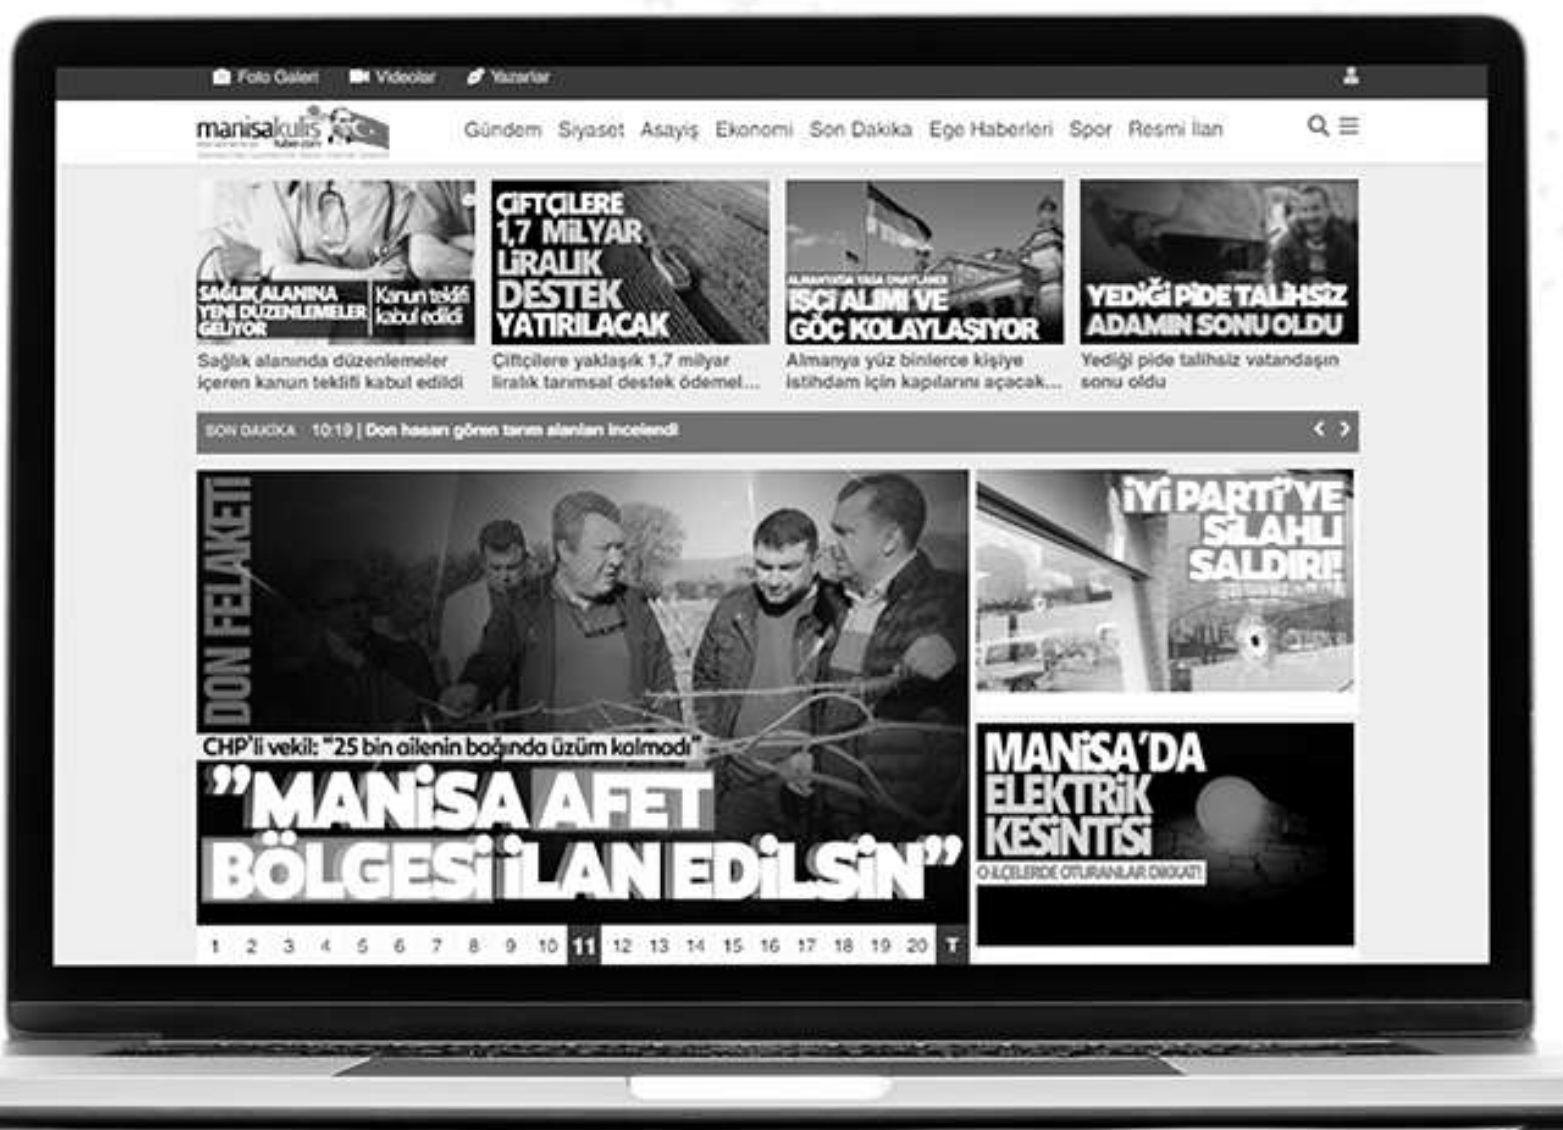 Foto Galeri Videolar Yazarlar
manisakulis
haber.com
Gündem Siyaset Asayiş Ekonomi Son Dakika Ege Haberleri Spor Resmi İlan
SAĞLIK ALANINA
YENİ DÜZENLEMELER
GELİYOR
Kanun teklifi
kabul edildi
Sağlık alanında düzenlemeler
içeren kanun teklifi kabul edildi
ÇİFTÇİLERE
1,7 MİLYAR
LİRALIK
DESTEK
YATIRILACAK
Çiftçilere yaklaşık 1,7 milyar
liralık tarımsal destek ödemel...
ALMANYA'DA YASA ONAYLANDI
İŞÇİ ALIMI VE
GÖÇ KOLAYLAŞIYOR
Almanya yüz binlerce kişiye
istihdam için kapılarını açacak...
YEDİĞİ PİDE TALİHSİZ
ADAMIN SONU OLDU
Yediği pide talihsiz vatandaşın
sonu oldu
SON DAKİKA 10:19 | Don hasarı gören tarım alanları incelendi
DON FELAKETİ
CHP'li vekil: "25 bin ailenin bağında üzüm kalmadı"
"MANİSA AFET
BÖLGESİ İLAN EDİLSİN"
1 2 3 4 5 6 7 8 9 10 11 12 13 14 15 16 17 18 19 20 T
İYİ PARTİ'YE
SİLAHLI
SALDIRI!
MANİSA'DA
ELEKTRİK
KESİNTİSİ
O İLÇELERDE OTURANLAR DİKKAT!